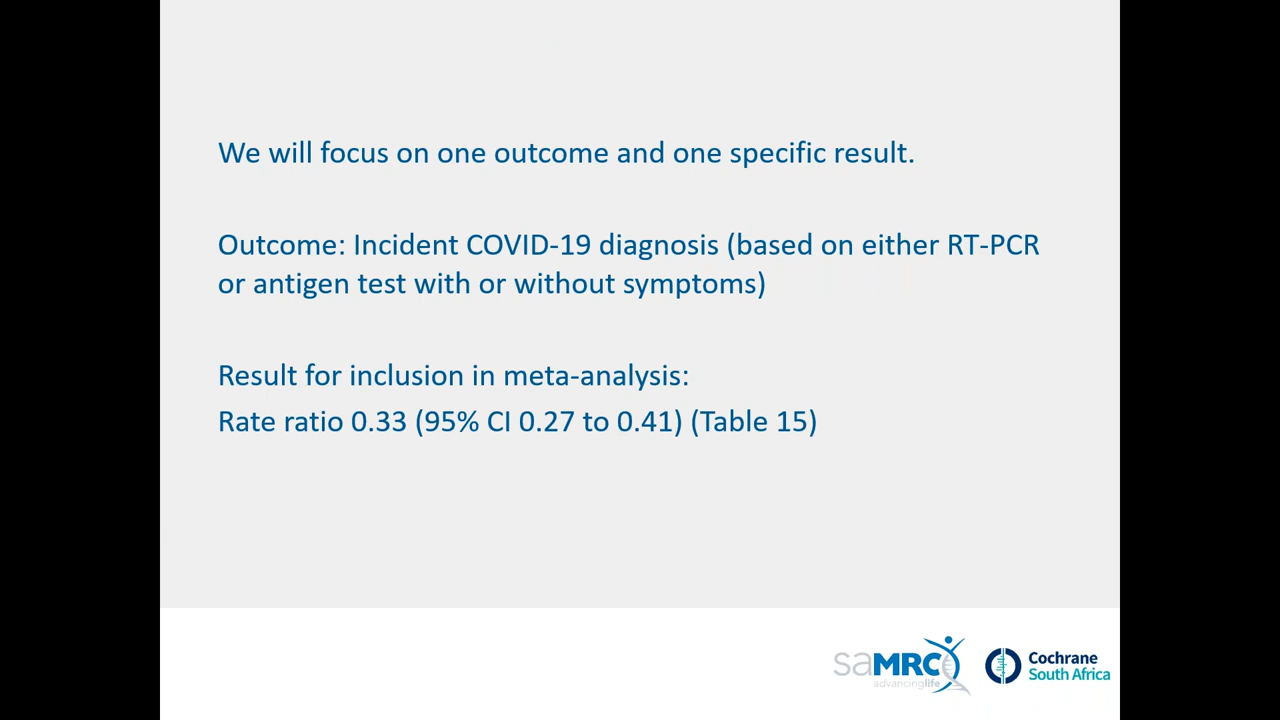 We will focus on one outcome and one specific result.
Outcome: Incident COVID-19 diagnosis (based on either RT-PCR
or antigen test with or without symptoms)
Result for inclusion in meta-analysis:
Rate ratio 0.33 (95% CI 0.27 to 0.41) (Table 15)
saMRC
advancinglife
Cochrane
South Africa